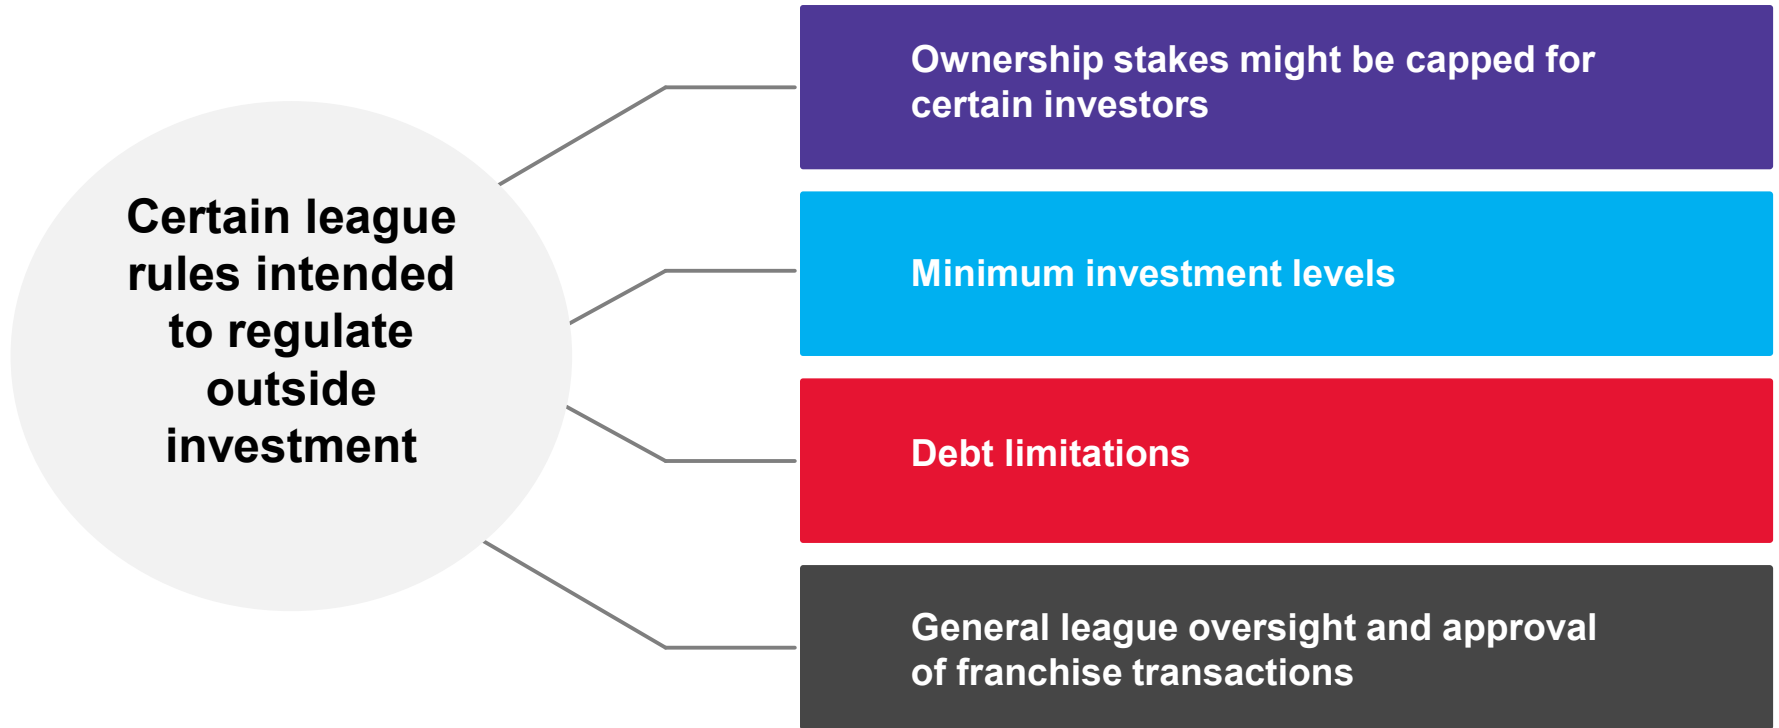 Certain league
rules intended
to regulate
outside
investment
Ownership stakes might be capped for
certain investors
Minimum investment levels
Debt limitations
General league oversight and approval
of franchise transactions